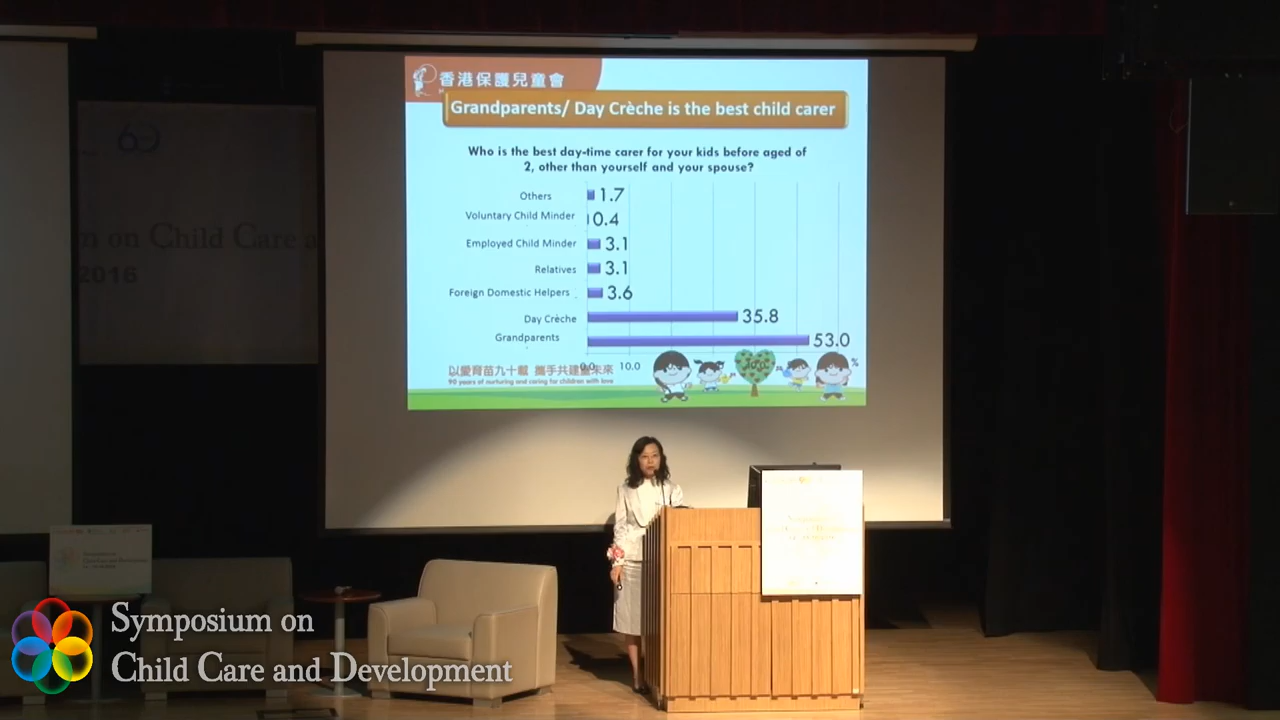 香港保護兒童會
Grandparents/ Day Crèche is the best child carer
Who is the best day-time carer for your kids before aged of
2, other than yourself and your spouse?
Others 1.7
Voluntary Child Minder 0.4
Employed Child Minder 3.1
Relatives 3.1
Foreign Domestic Helpers 3.6
Day Crèche 35.8
Grandparents 53.0
0.0 10.0 %
以愛育苗九十載 攜手共建童未來
90 years of nurturing and caring for children with love
on Child Care a
2016
Symposium on
Child Care and Development